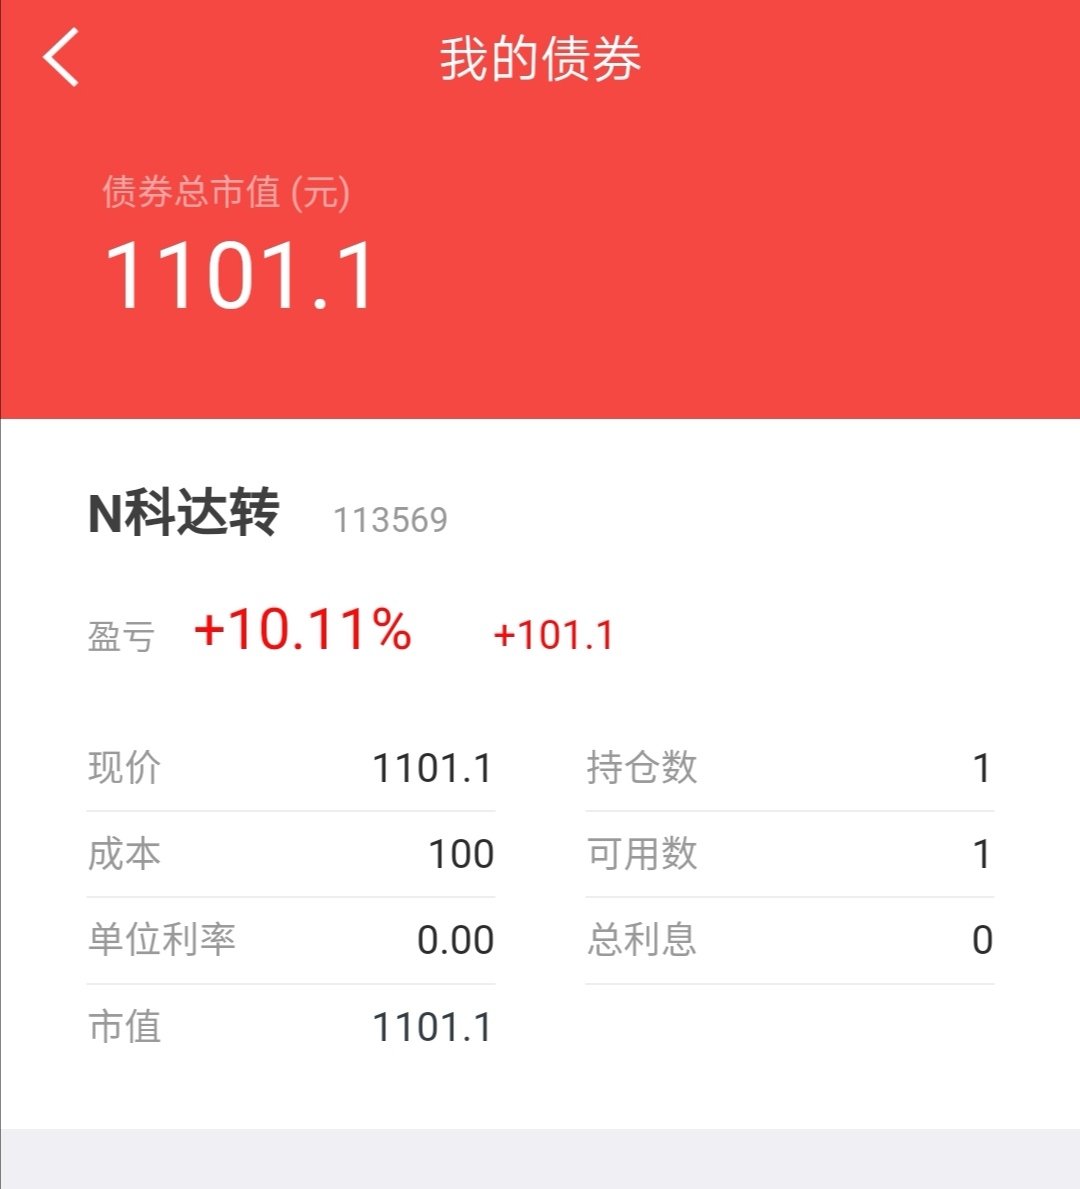 我的债券
债券总市值 (元)
1101.1
N科达转 113569
盈亏 +10.11% +101.1
现价 1101.1 持仓数 1
成本 100 可用数 1
单位利率 0.00 总利息 0
市值 1101.1